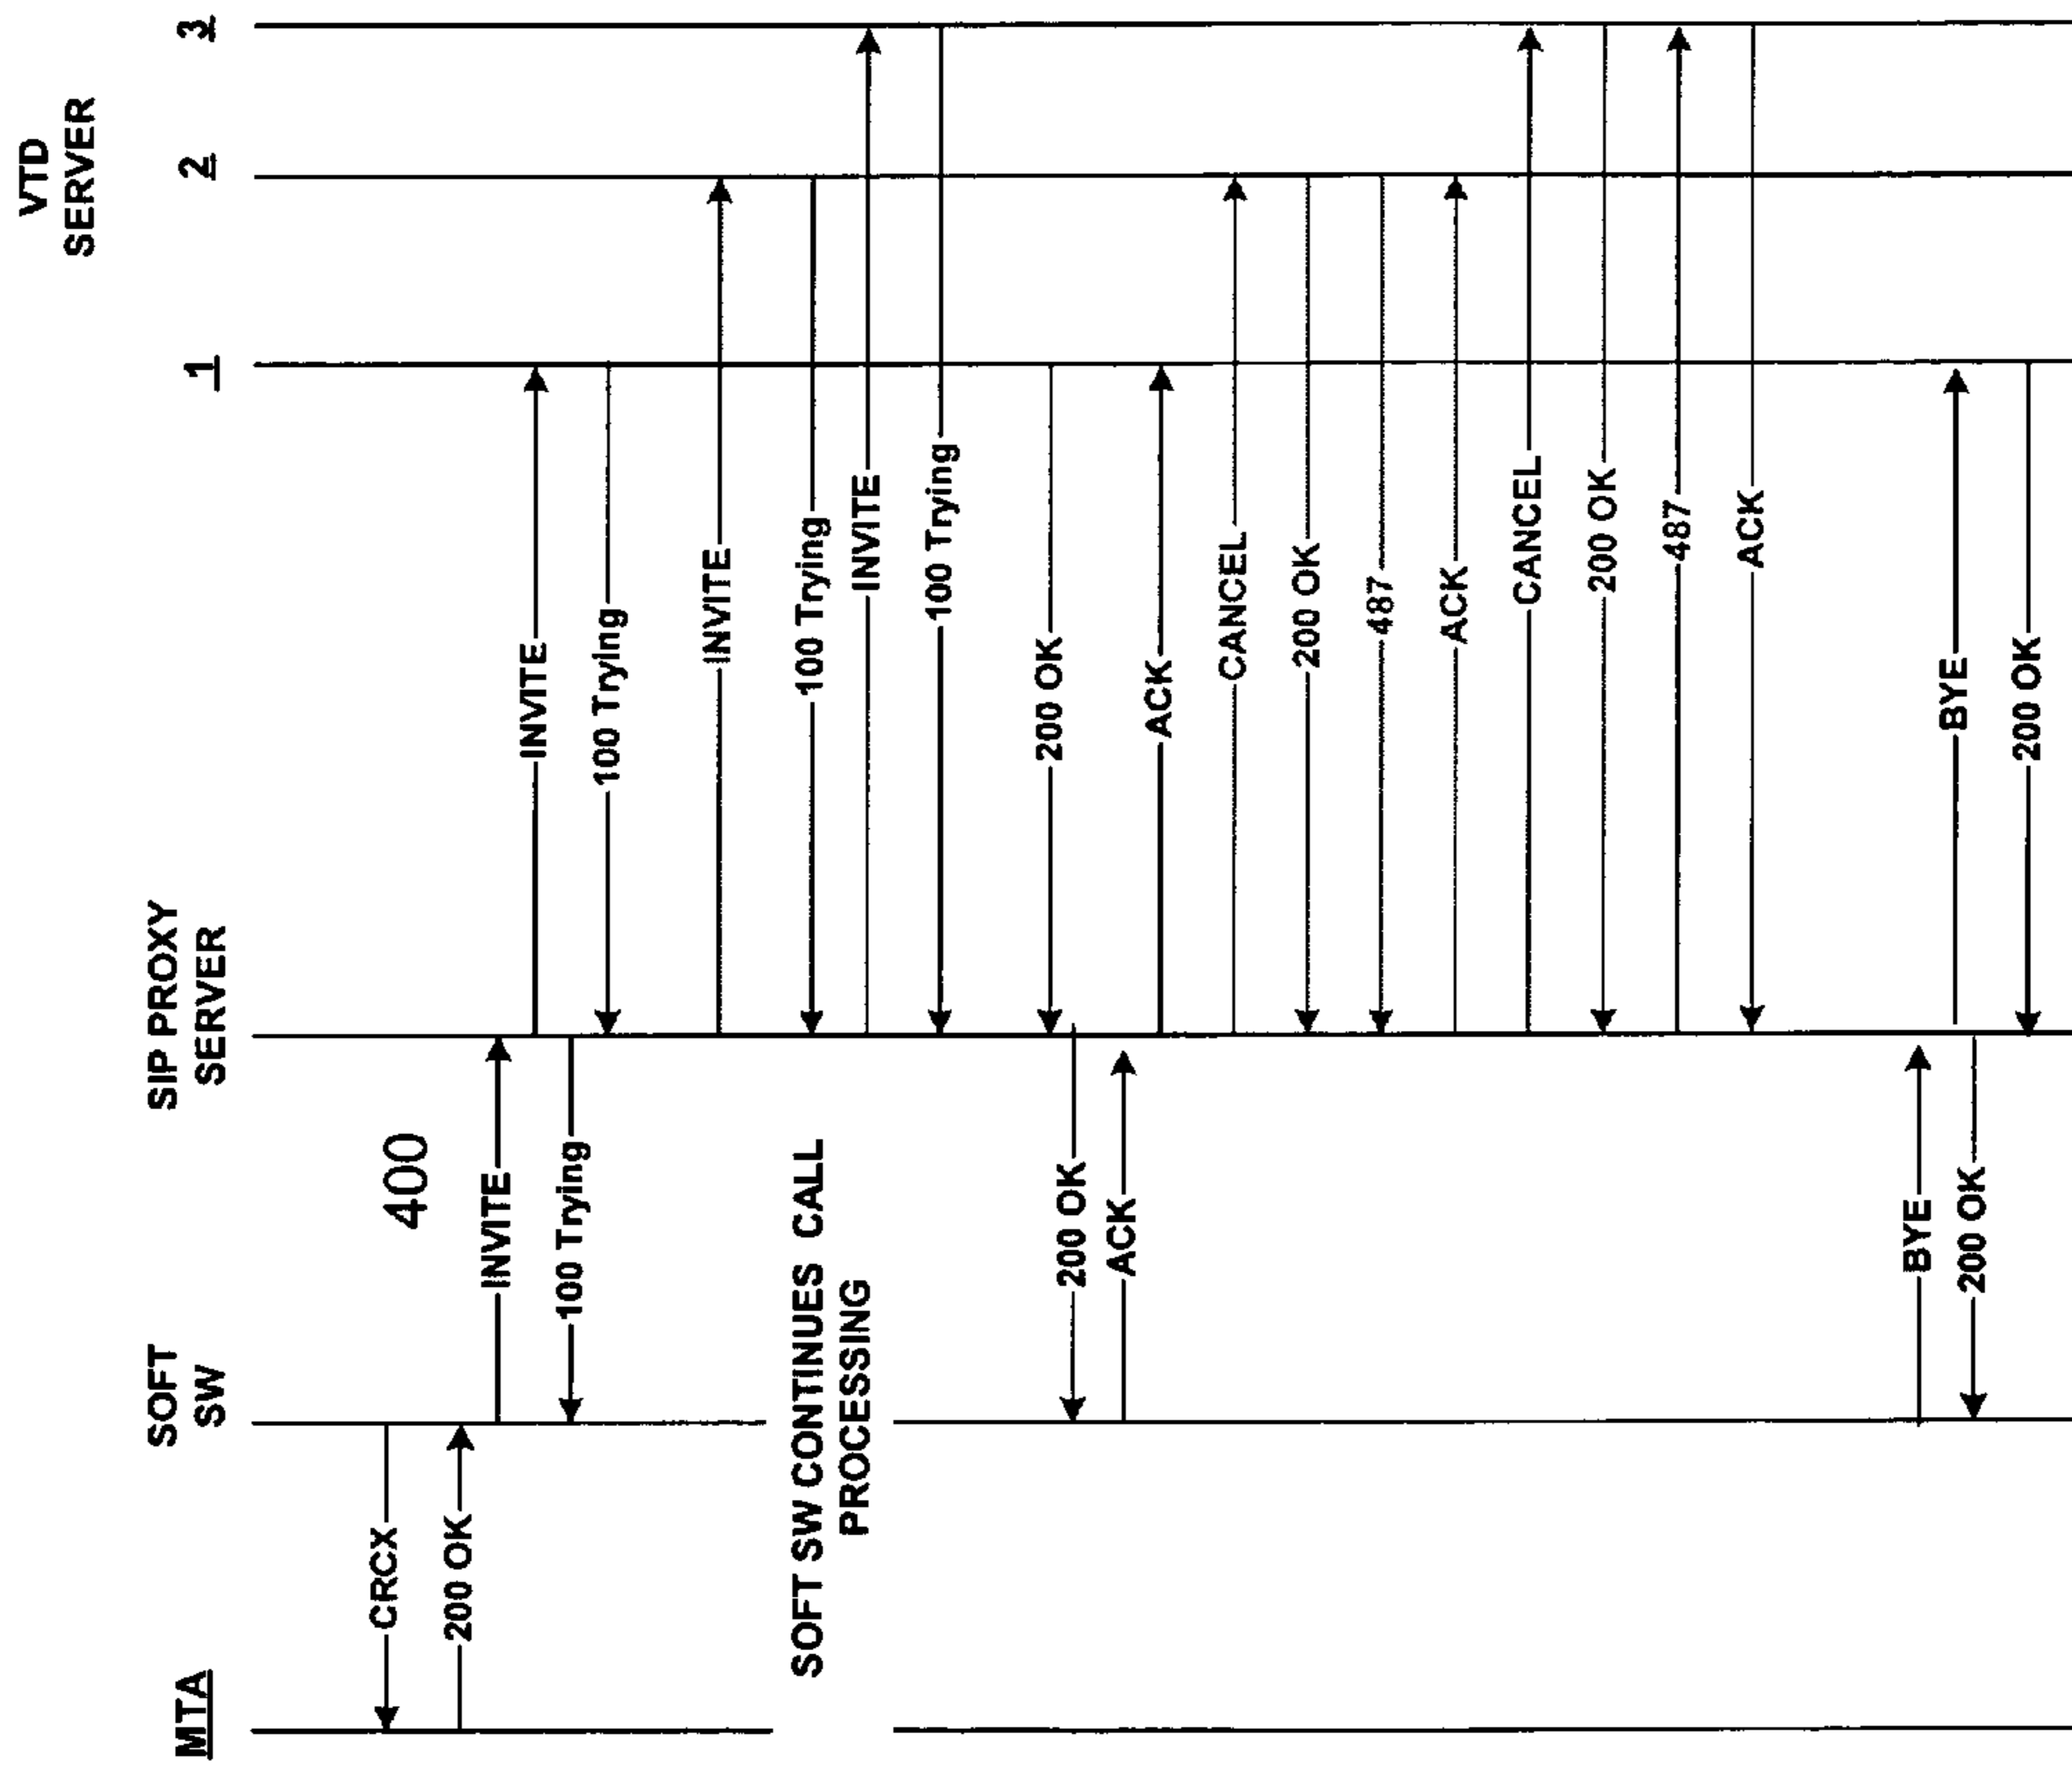 MTA
SOFT
SW
SIP PROXY
SERVER
VTD
SERVER
1
2
3
400
CRCX
200 OK
INVITE
INVITE
100 Trying
100 Trying
INVITE
SOFT SW CONTINUES CALL
PROCESSING
100 Trying
INVITE
100 Trying
200 OK
200 OK
ACK
ACK
CANCEL
200 OK
487
ACK
CANCEL
200 OK
487
ACK
BYE
BYE
200 OK
200 OK